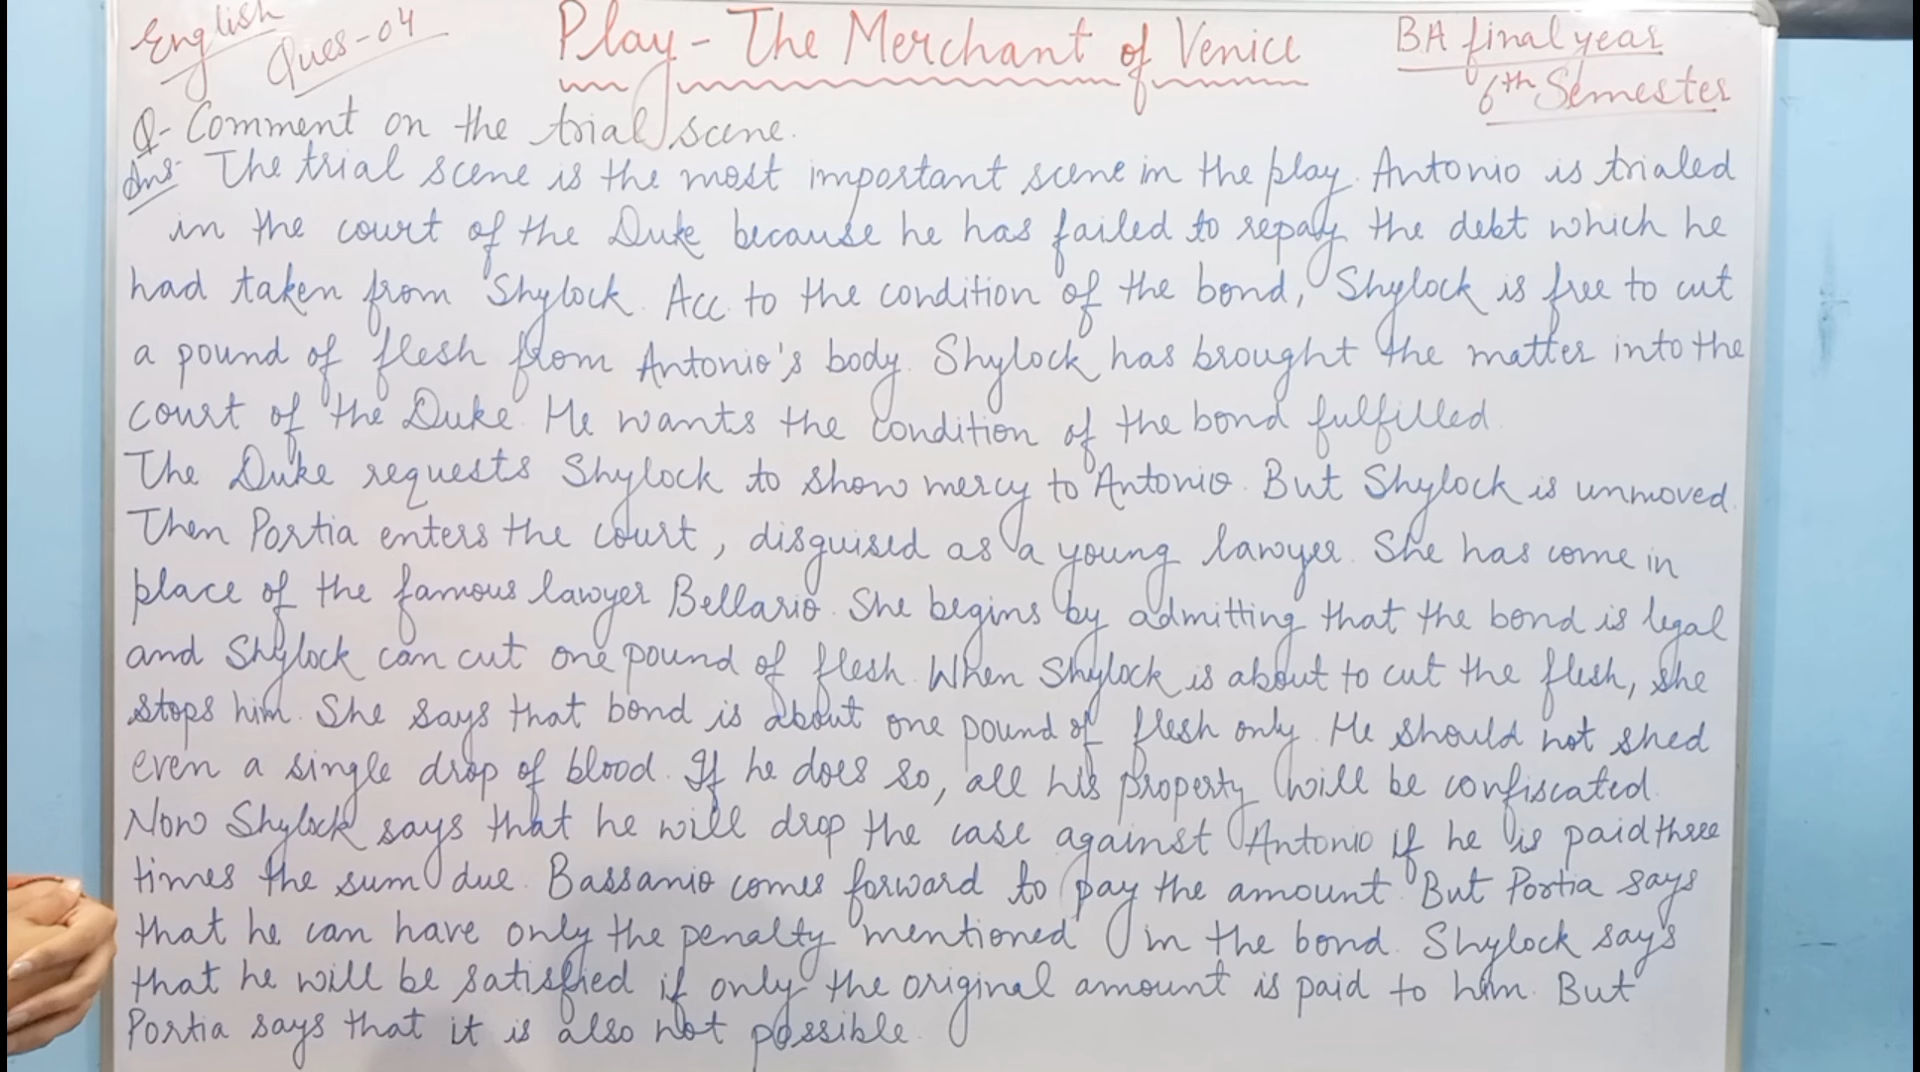 English
Ques-04
Play - The Merchant of Venice
BA final year
6th Semester
Q- Comment on the trial scene.
Ans- The trial scene is the most important scene in the play. Antonio is trialed
in the court of the Duke because he has failed to repay the debt which he
had taken from Shylock. Acc. to the condition of the bond, Shylock is free to cut
a pound of flesh from Antonio's body. Shylock has brought the matter into the
court of the Duke. He wants the condition of the bond fulfilled.
The Duke requests Shylock to show mercy to Antonio. But Shylock is unmoved.
Then Portia enters the court, disguised as a young lawyer. She has come in
place of the famous lawyer Bellario. She begins by admitting that the bond is legal
and Shylock can cut one pound of flesh. When Shylock is about to cut the flesh, she
stops him. She says that bond is about one pound of flesh only. He should not shed
even a single drop of blood. If he does so, all his property will be confiscated.
Now Shylock says that he will drop the case against Antonio if he is paid three
times the sum due. Bassanio comes forward to pay the amount. But Portia says
that he can have only the penalty mentioned in the bond. Shylock says
that he will be satisfied if only the original amount is paid to him. But
Portia says that it is also not possible.